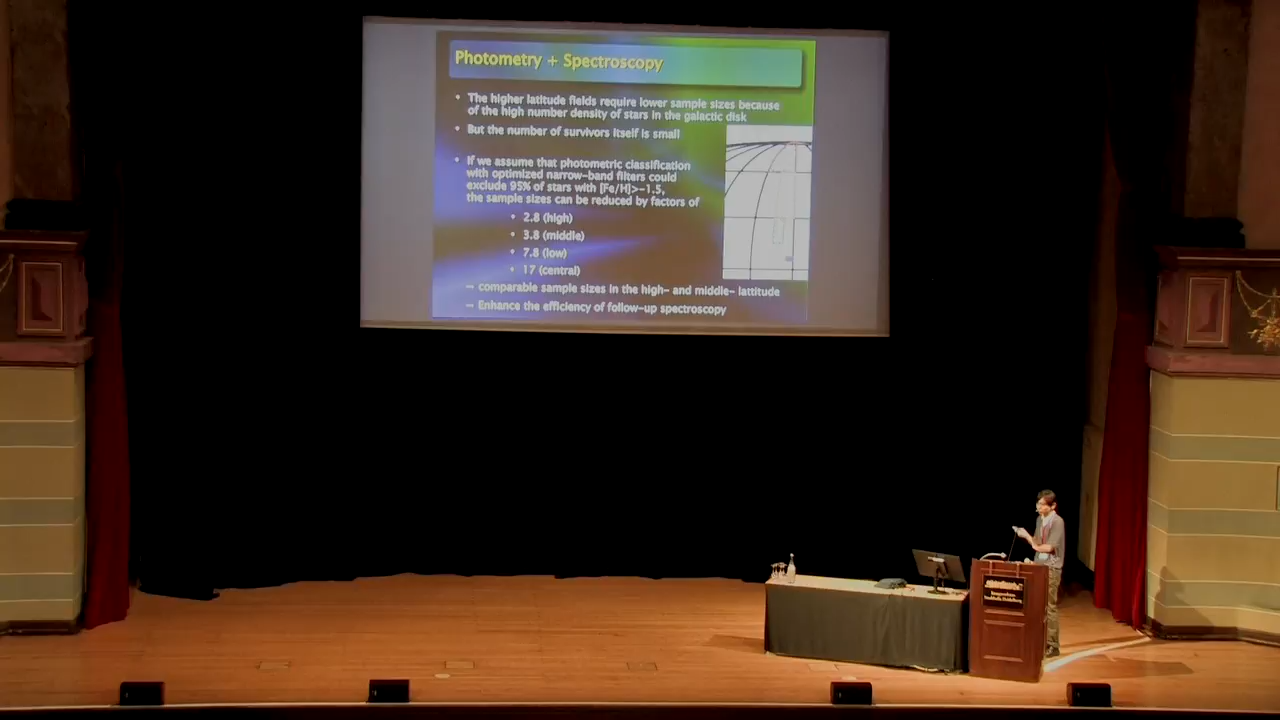 Photometry + Spectroscopy
• The higher latitude fields require lower sample sizes because
of the high number density of stars in the galactic disk
• But the number of survivors itself is small
• If we assume that photometric classification
with optimized narrow-band filters could
exclude 95% of stars with [Fe/H]>-1.5,
the sample sizes can be reduced by factors of
• 2.8 (high)
• 3.8 (middle)
• 7.8 (low)
• 17 (central)
→ comparable sample sizes in the high- and middle- lattitude
→ Enhance the efficiency of follow-up spectroscopy